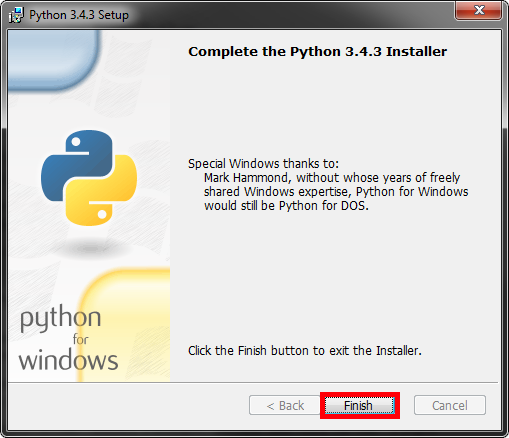 Python 3.4.3 Setup
Complete the Python 3.4.3 Installer
Special Windows thanks to:
Mark Hammond, without whose years of freely
shared Windows expertise, Python for Windows
would still be Python for DOS.
python
for
windows
Click the Finish button to exit the Installer.
< Back
Finish
Cancel